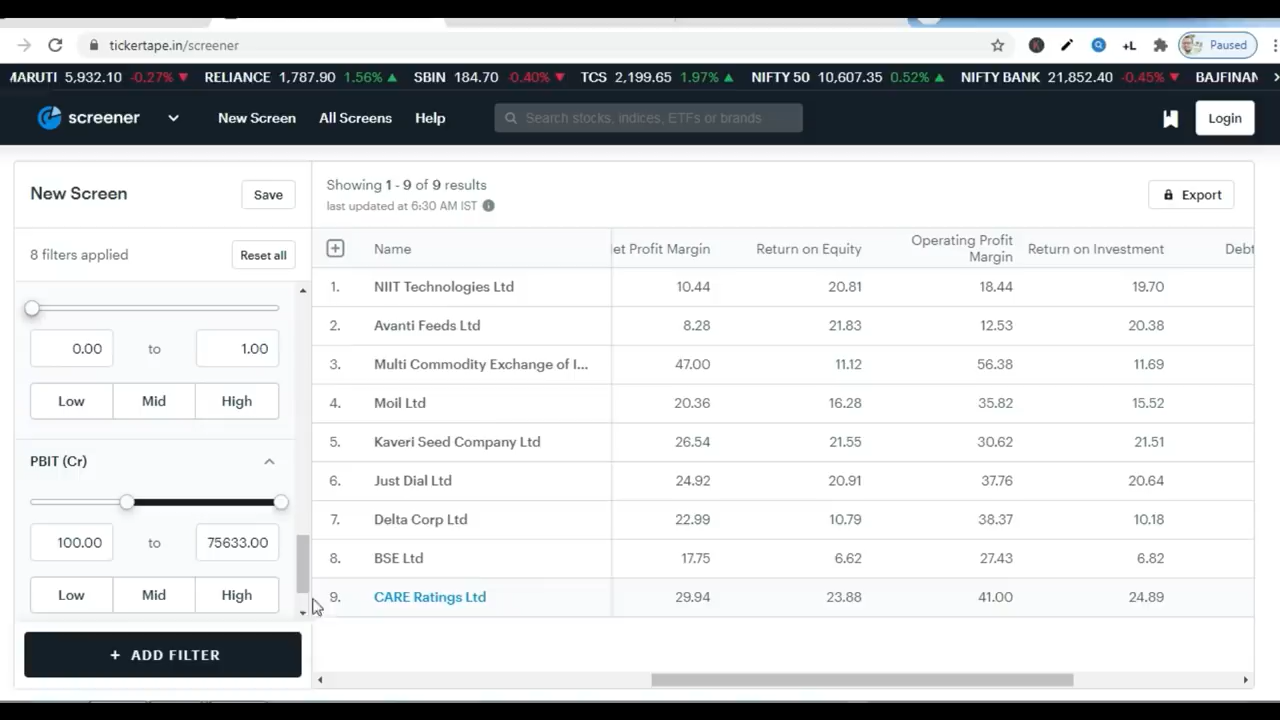 tickertape.in/screener
Paused
MARUTI 5,932.10 -0.27% RELIANCE 1,787.90 1.56% SBIN 184.70 -0.40% TCS 2,199.65 1.97% NIFTY 50 10,607.35 0.52% NIFTY BANK 21,852.40 -0.45% BAJFINAN
screener New Screen All Screens Help Search stocks, indices, ETFs or brands Login
New Screen Save
Showing 1 - 9 of 9 results
last updated at 6:30 AM IST
Export
8 filters applied Reset all
Name et Profit Margin Return on Equity Operating Profit Margin Return on Investment Debt
1. NIIT Technologies Ltd 10.44 20.81 18.44 19.70
2. Avanti Feeds Ltd 8.28 21.83 12.53 20.38
3. Multi Commodity Exchange of I... 47.00 11.12 56.38 11.69
4. Moil Ltd 20.36 16.28 35.82 15.52
5. Kaveri Seed Company Ltd 26.54 21.55 30.62 21.51
6. Just Dial Ltd 24.92 20.91 37.76 20.64
7. Delta Corp Ltd 22.99 10.79 38.37 10.18
8. BSE Ltd 17.75 6.62 27.43 6.82
9. CARE Ratings Ltd 29.94 23.88 41.00 24.89
0.00 to 1.00
Low Mid High
PBIT (Cr)
100.00 to 75633.00
Low Mid High
+ ADD FILTER